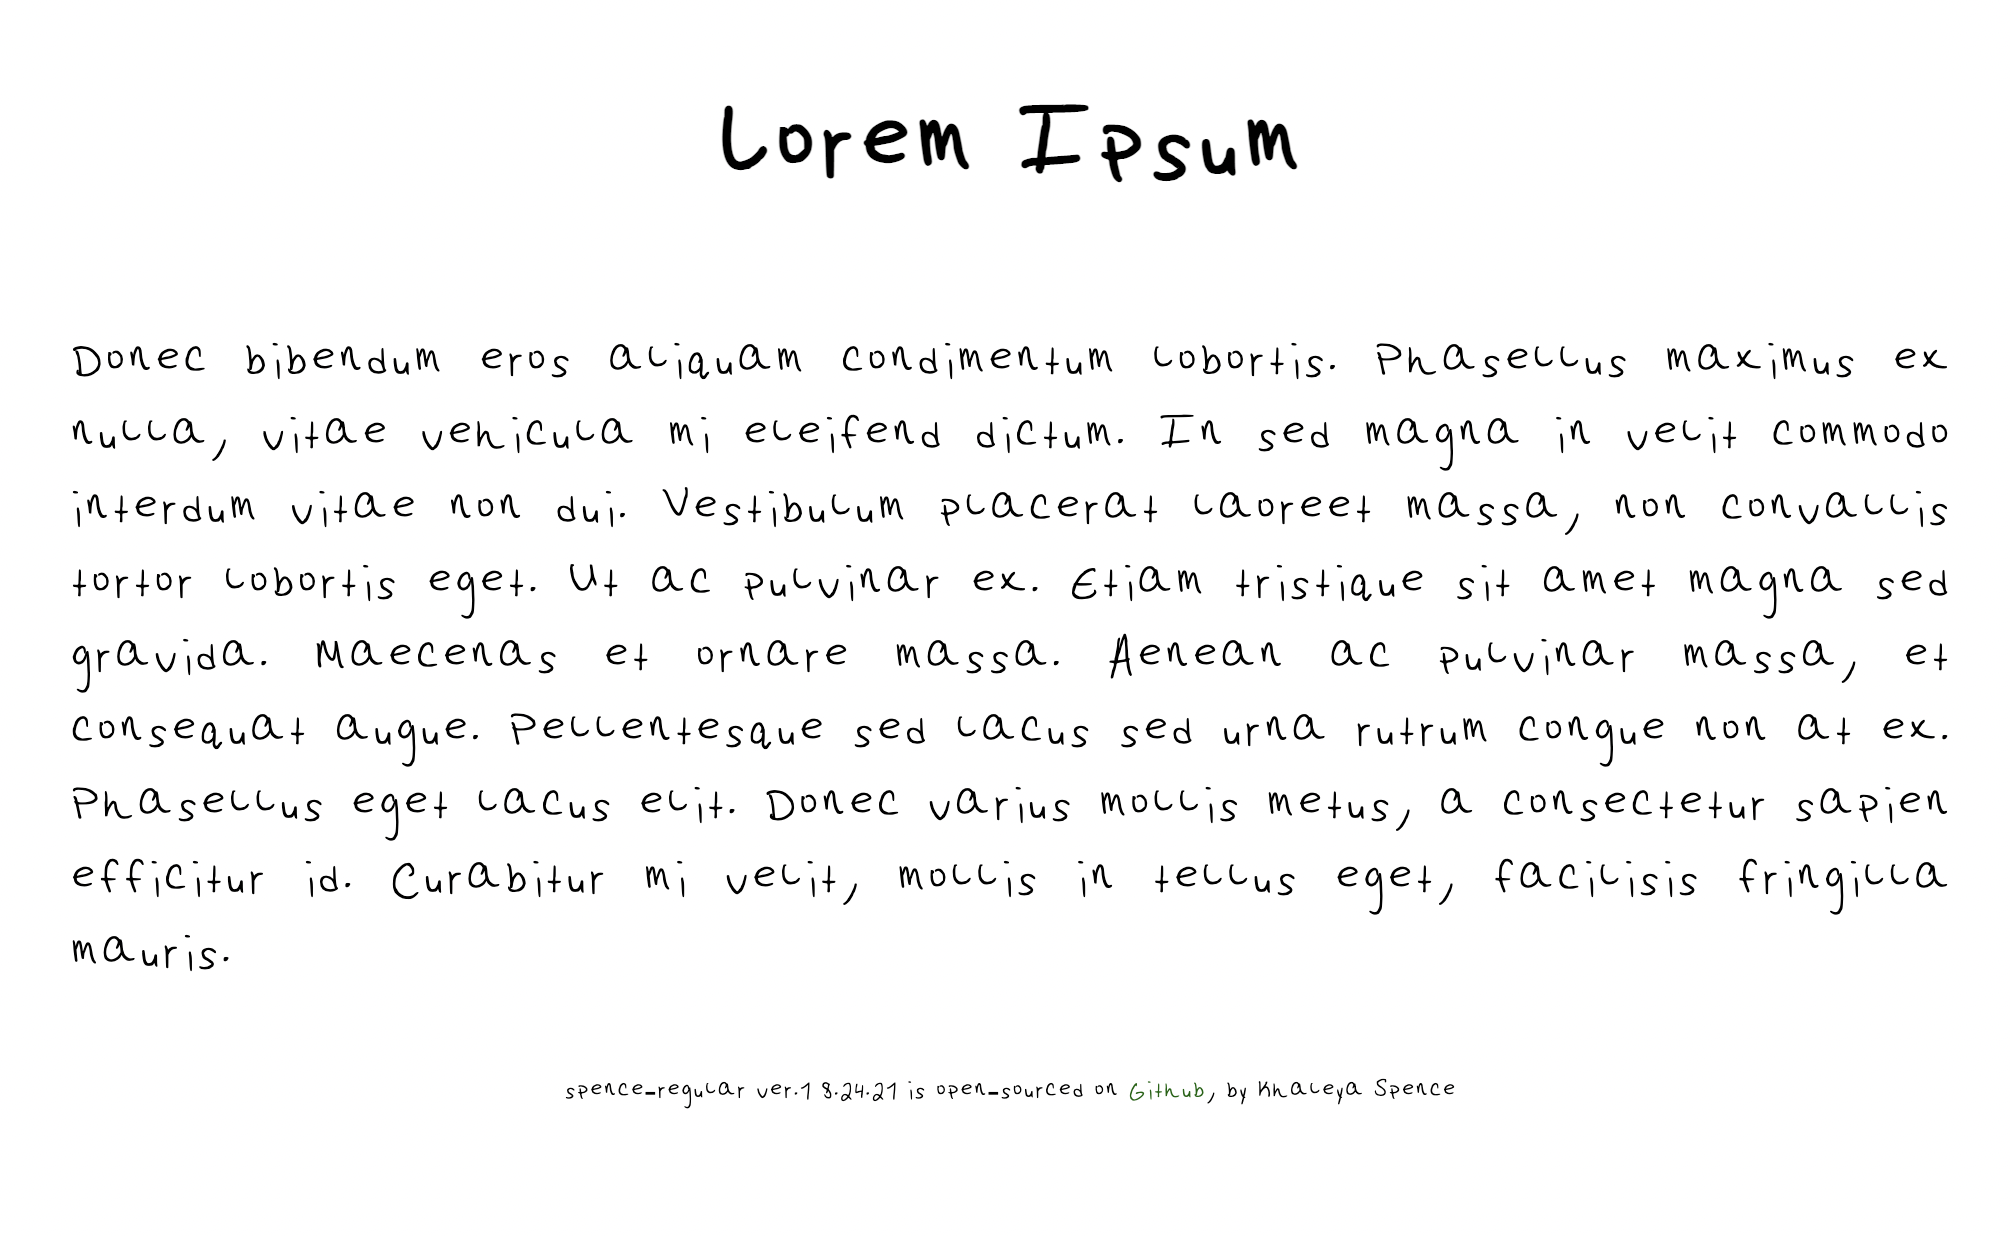 Lorem Ipsum
Donec bibendum eros aliquam condimentum lobortis. Phasellus maximus ex
nulla, vitae vehicula mi eleifend dictum. In sed magna in velit commodo
interdum vitae non dui. Vestibulum placerat laoreet massa, non convallis
tortor lobortis eget. Ut ac pulvinar ex. Etiam tristique sit amet magna sed
gravida. Maecenas et ornare massa. Aenean ac pulvinar massa, et
consequat augue. Pellentesque sed lacus sed urna rutrum congue non at ex.
Phasellus eget lacus elit. Donec varius mollis metus, a consectetur sapien
efficitur id. Curabitur mi velit, mollis in tellus eget, facilisis fringilla
mauris.
spence-regular ver.1 8.24.21 is open-sourced on Github, by Khaleya Spence